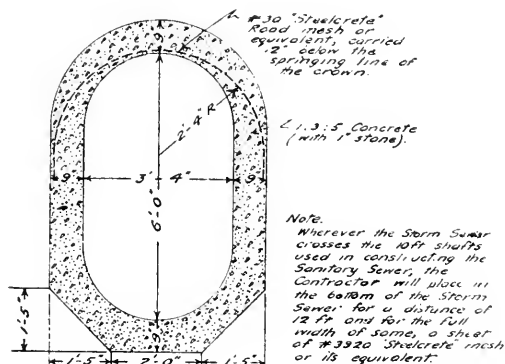 #30 "Steelcrete"
Road mesh or
equivalent, carried
2" below the
springing line of
the crown.
9"
2'-4" R
1:3:5 Concrete
(with 1" stone).
9" 3'-4" 9"
6'-0"
Note.
Wherever the Storm Sewer
crosses the 10ft shafts
used in constructing the
Sanitary Sewer, the
Contractor will place in
the bottom of the Storm
Sewer for a distance of
12 ft and for the full
width of same, a sheet
of #3920 Steelcrete mesh
or its equivalent.
1'-5"
9"
1'-5" 2'-0" 1'-5"